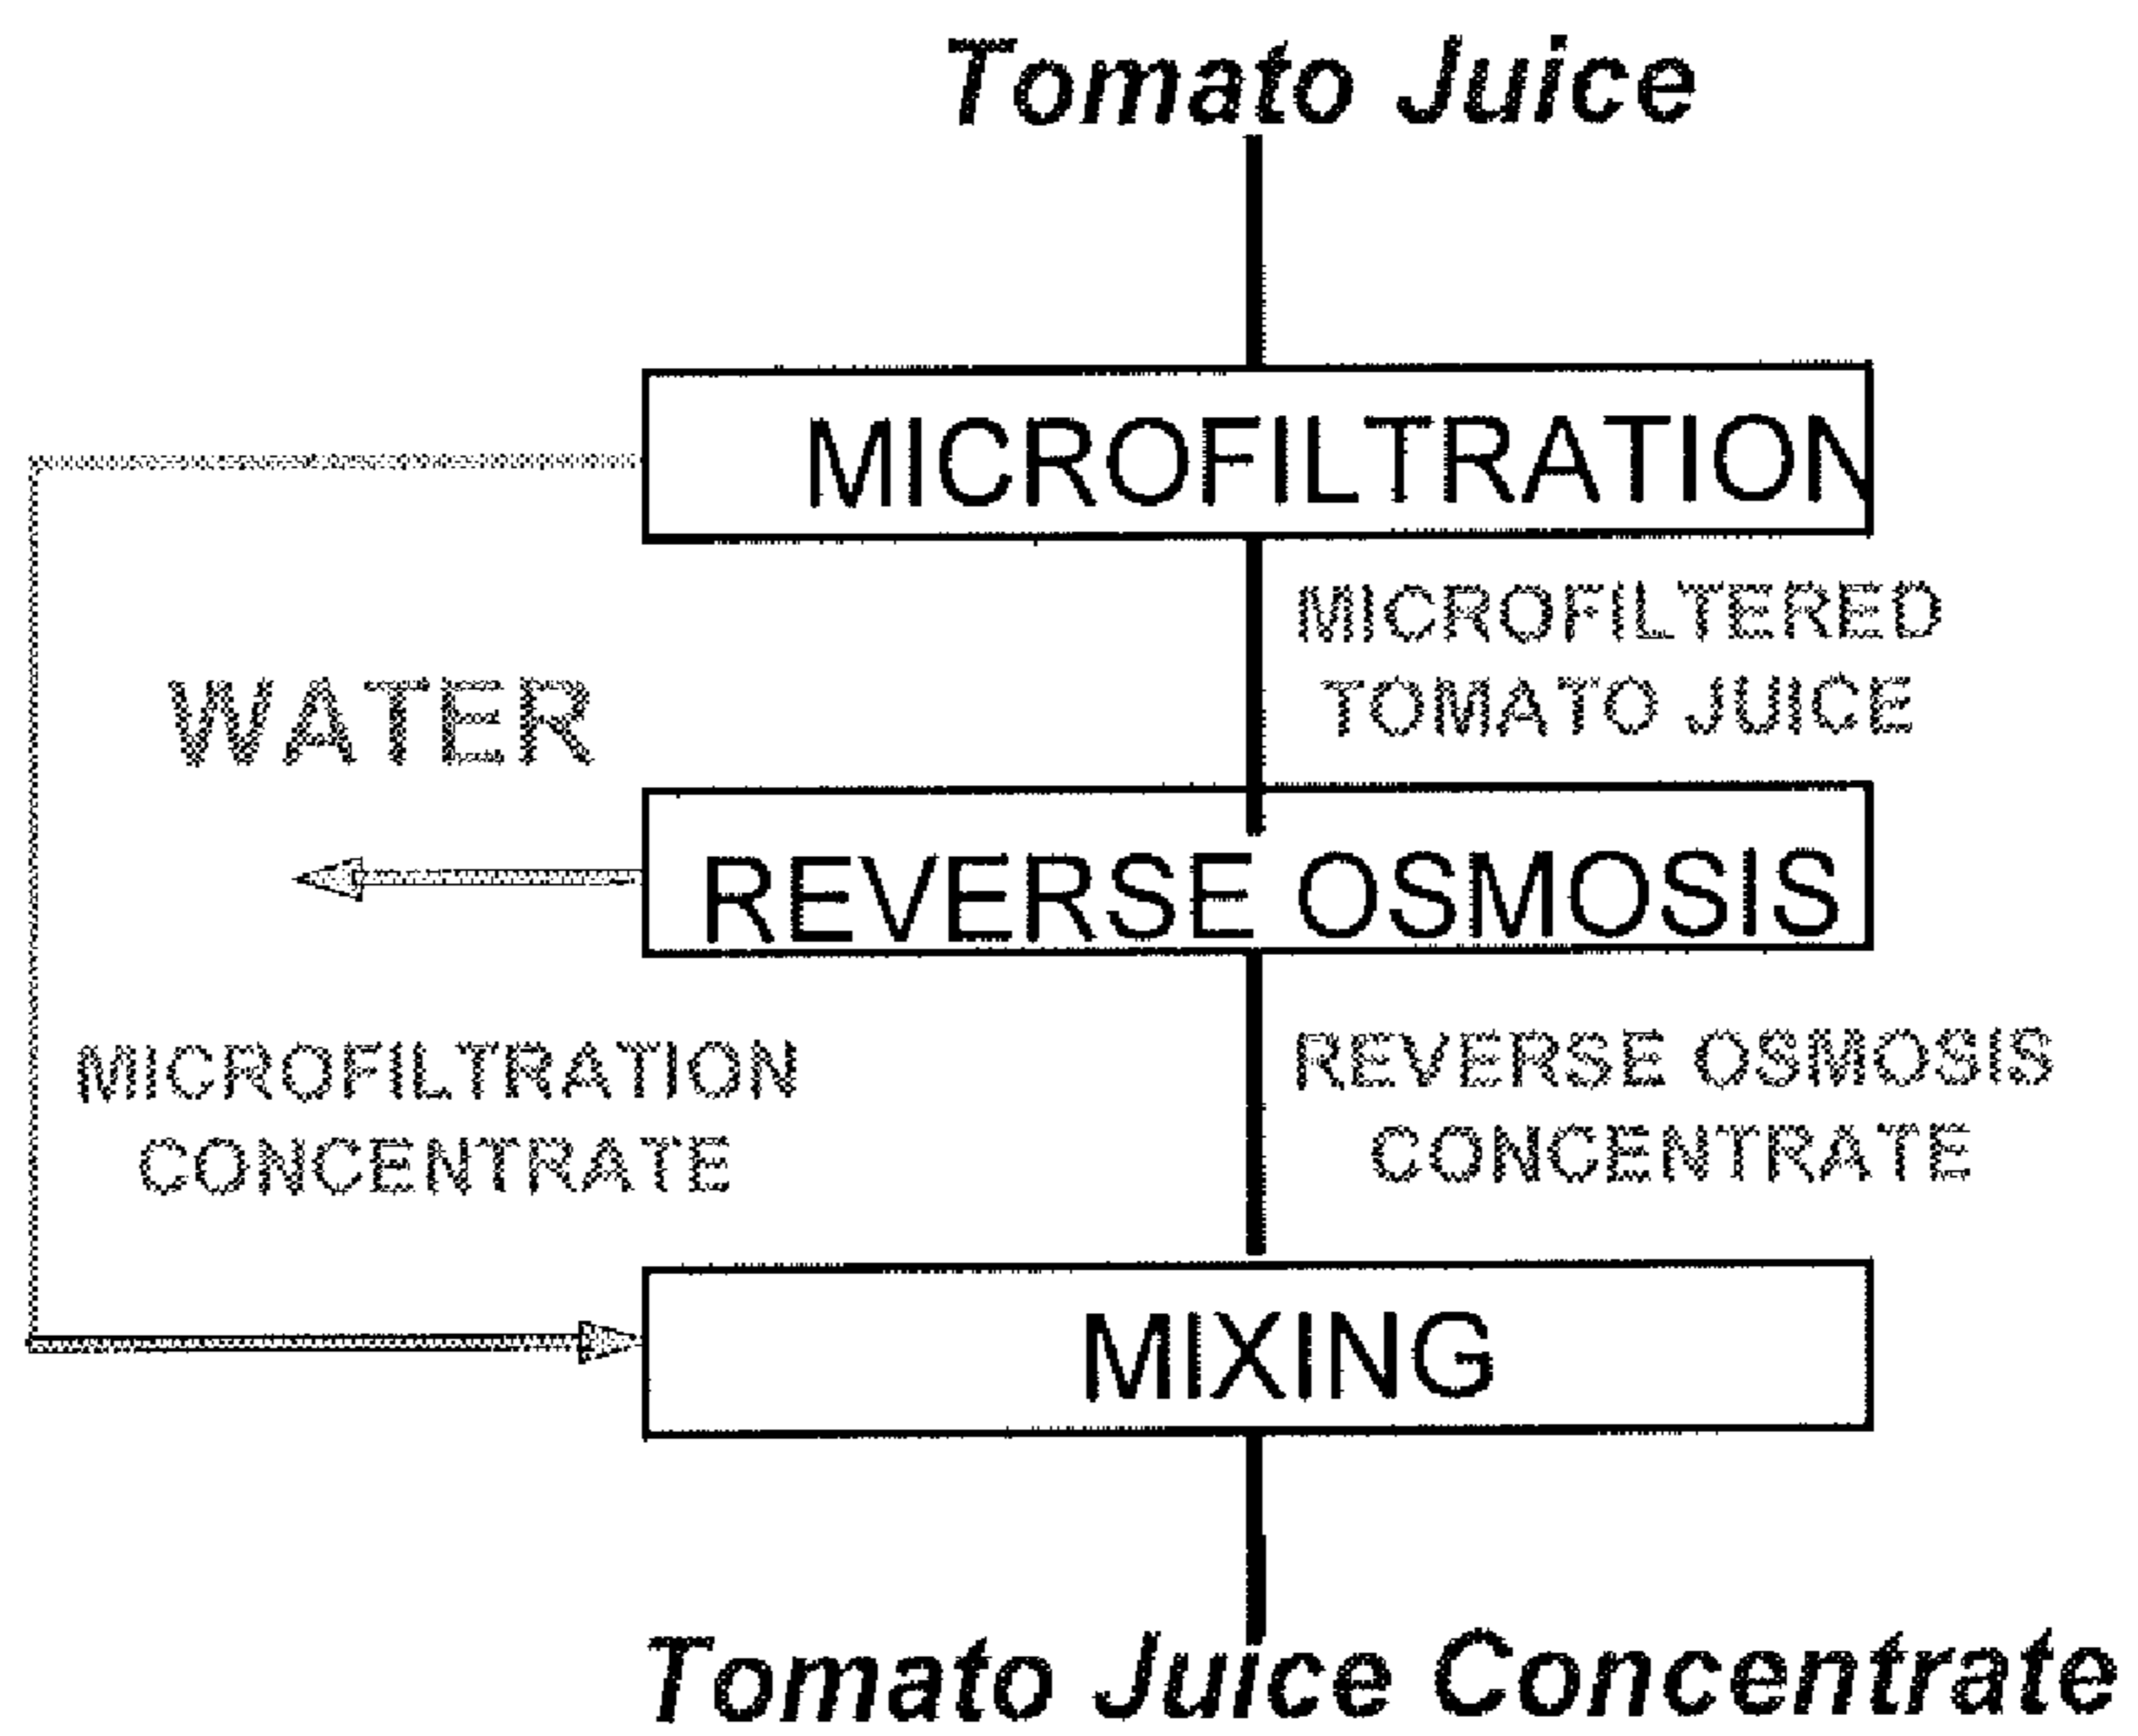 Tomato Juice
MICROFILTRATION
MICROFILTERED
TOMATO JUICE
WATER
REVERSE OSMOSIS
MICROFILTRATION
CONCENTRATE
REVERSE OSMOSIS
CONCENTRATE
MIXING
Tomato Juice Concentrate